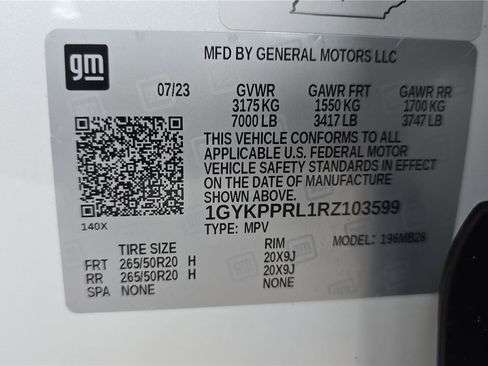 gm
MFD BY GENERAL MOTORS LLC
07/23 GVWR GAWR FRT GAWR RR
3175 KG 1550 KG 1700 KG
7000 LB 3417 LB 3747 LB
THIS VEHICLE CONFORMS TO ALL
APPLICABLE U.S. FEDERAL MOTOR
VEHICLE SAFETY STANDARDS IN EFFECT
ON THE DATE OF MANUFACTURE
SHOWN ABOVE.
1GYKPPRL1RZ103599
140X TYPE: MPV MODEL: 196MB26
TIRE SIZE RIM
FRT 265/50R20 H 20X9J
RR 265/50R20 H 20X9J
SPA NONE NONE